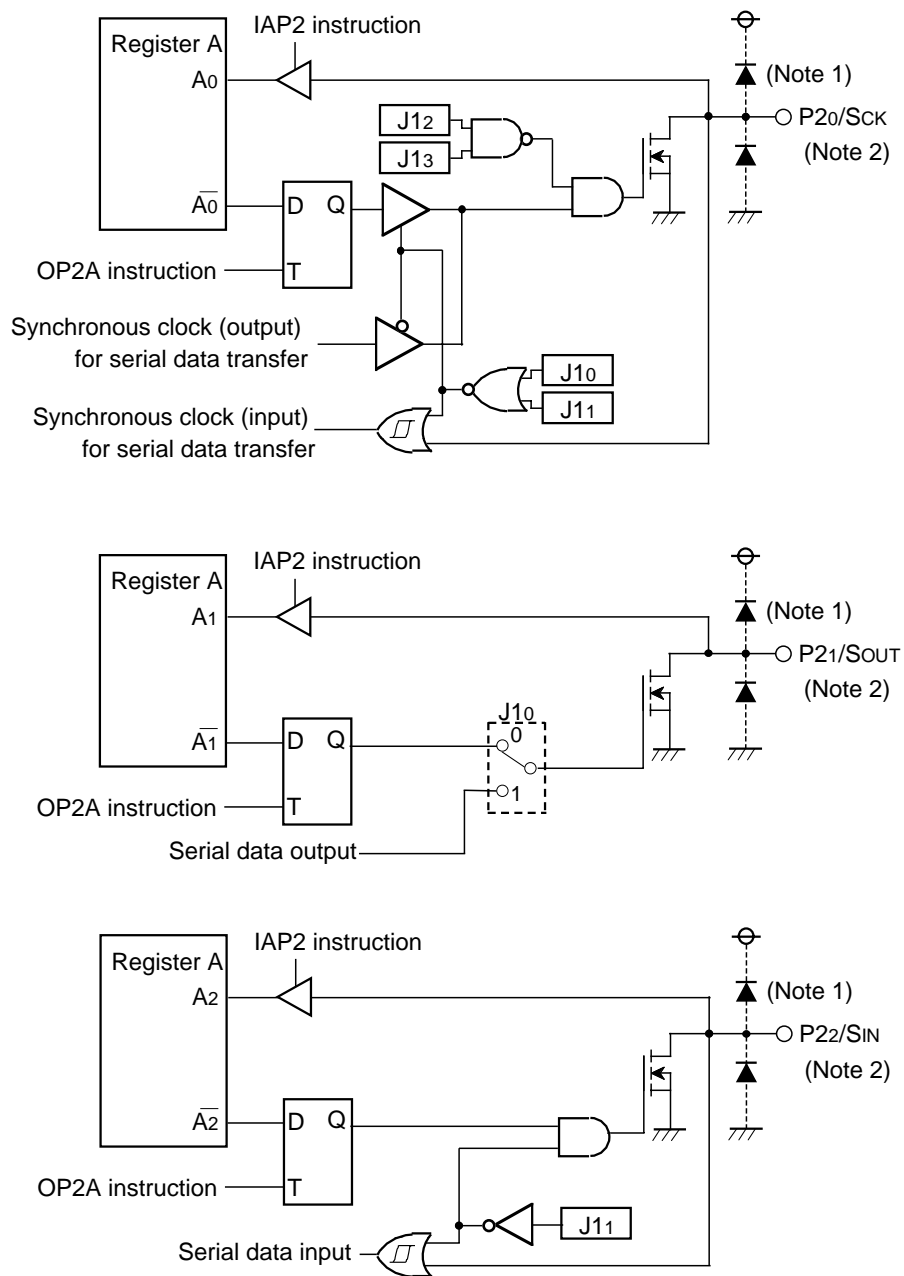 IAP2 instruction
Register A
A0
(Note 1)
J12
P20/SCK
J13
(Note 2)
A0
D Q
OP2A instruction
T
Synchronous clock (output)
for serial data transfer
J10
J11
Synchronous clock (input)
for serial data transfer
IAP2 instruction
Register A
A1
(Note 1)
P21/SOUT
(Note 2)
J10
0
A1
D Q
OP2A instruction
T
1
Serial data output
IAP2 instruction
Register A
A2
(Note 1)
P22/SIN
(Note 2)
A2
D Q
OP2A instruction
T
J11
Serial data input